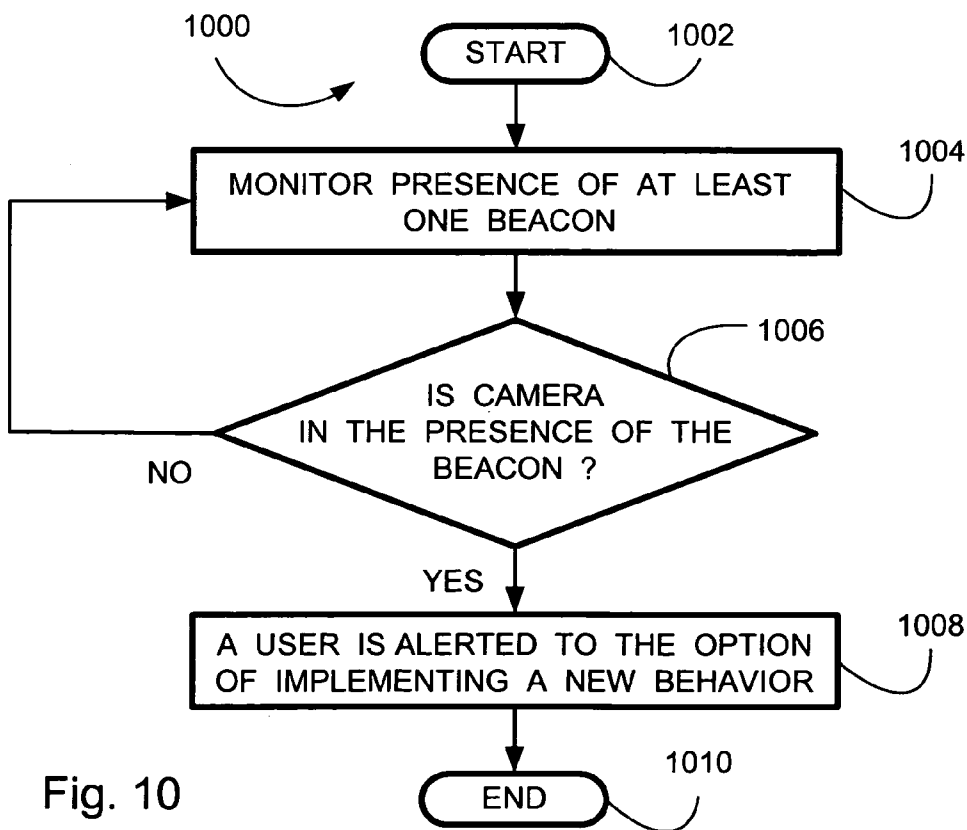 1000
START
1002
MONITOR PRESENCE OF AT LEAST
ONE BEACON
1004
IS CAMERA
IN THE PRESENCE OF THE
BEACON ?
1006
NO
YES
A USER IS ALERTED TO THE OPTION
OF IMPLEMENTING A NEW BEHAVIOR
1008
END
1010
Fig. 10